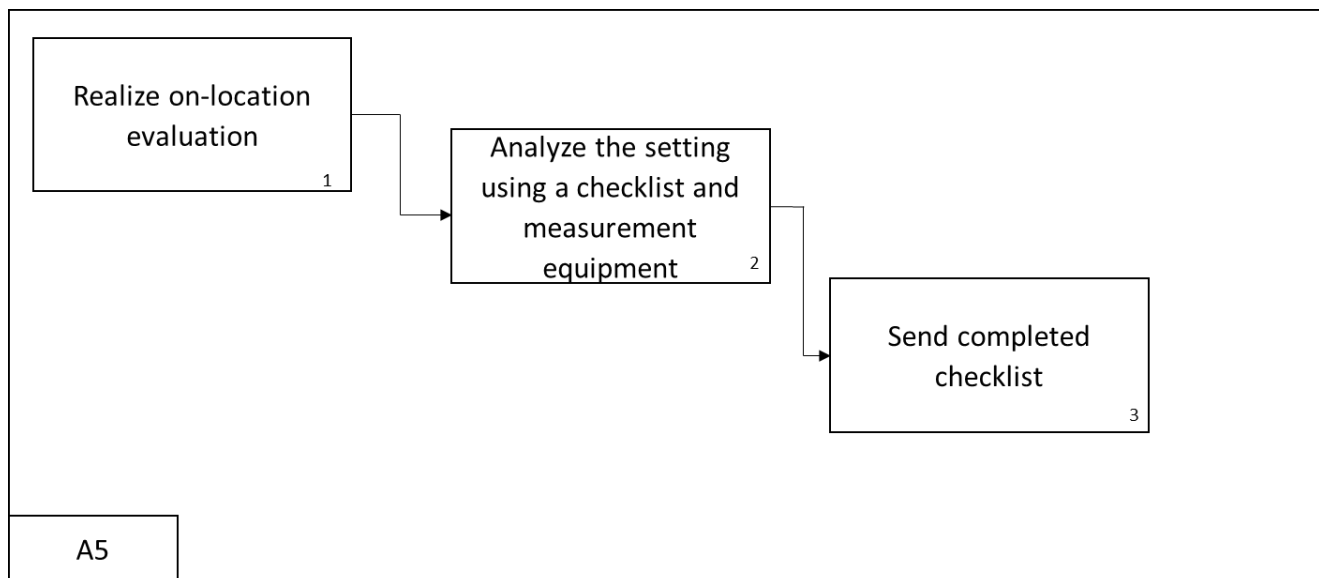 Realize on-location
evaluation
1
Analyze the setting
using a checklist and
measurement
equipment
2
Send completed
checklist
3
A5